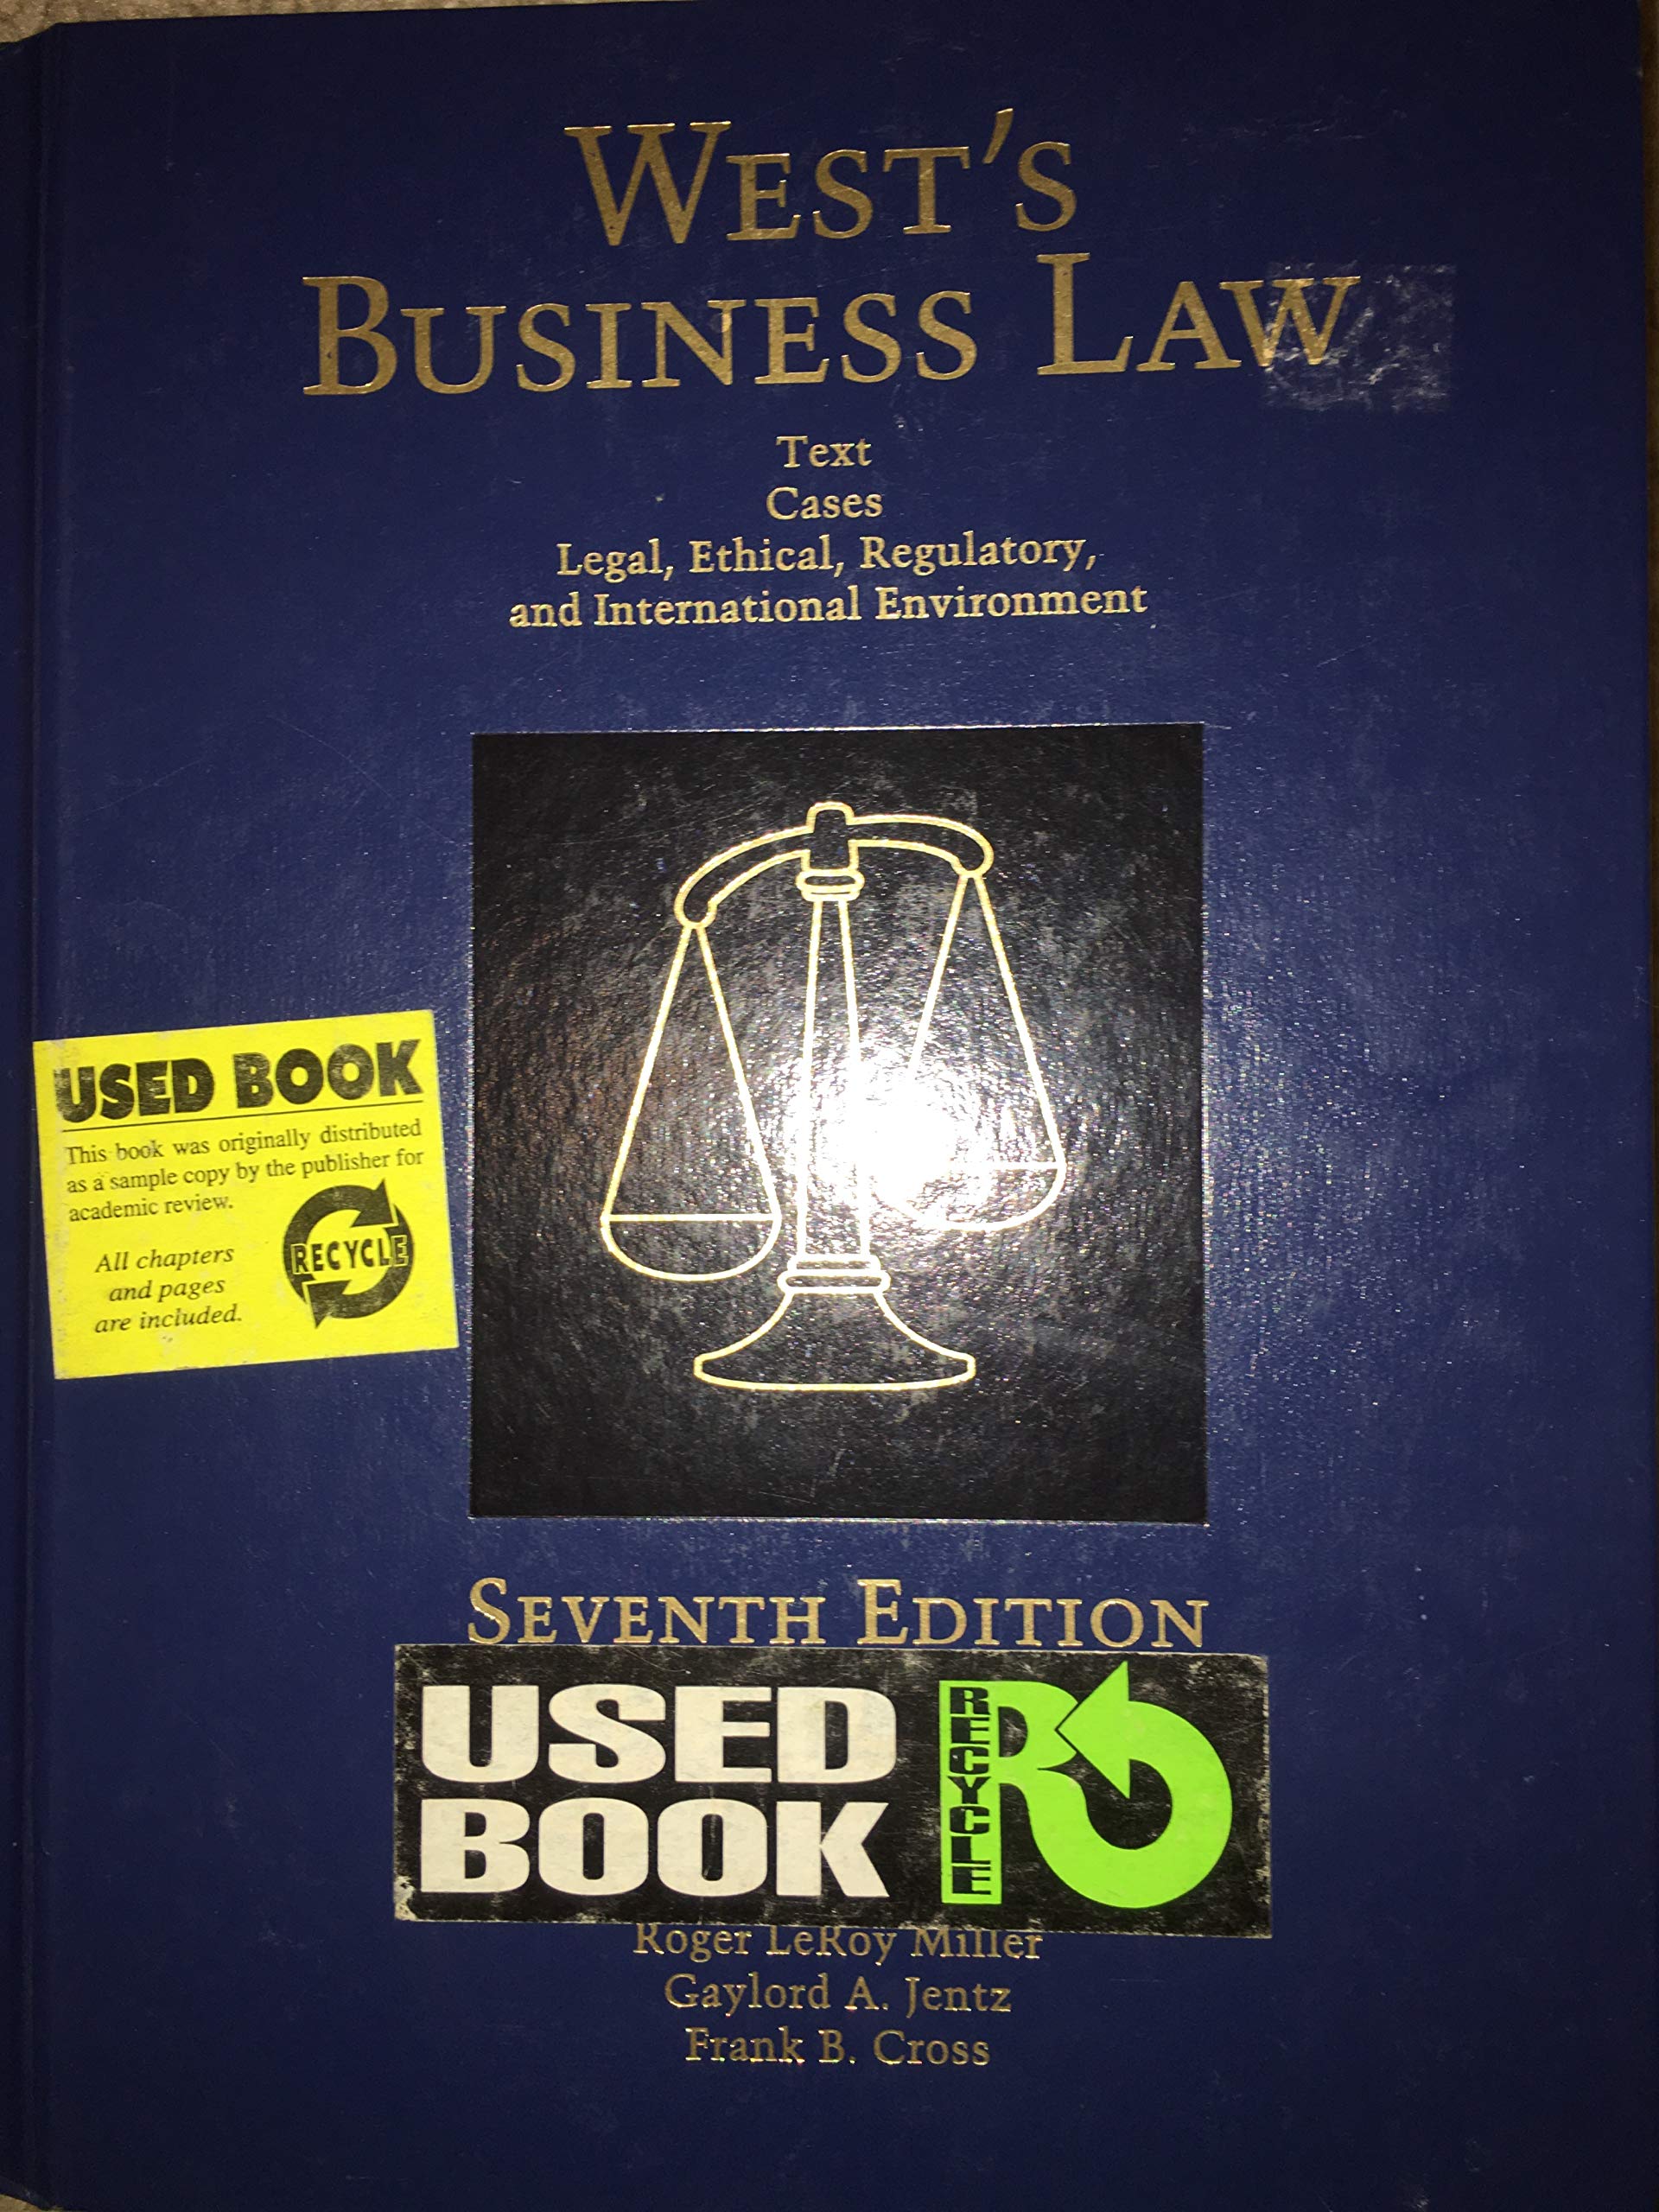 WEST'S
BUSINESS LAW
Text
Cases
Legal, Ethical, Regulatory,
and International Environment
USED BOOK
This book was originally distributed
as a sample copy by the publisher for
academic review.
All chapters
and pages
are included.
RECYCLE
SEVENTH EDITION
USED
BOOK
RECYCLE
R
Roger LeRoy Miller
Gaylord A. Jentz
Frank B. Cross